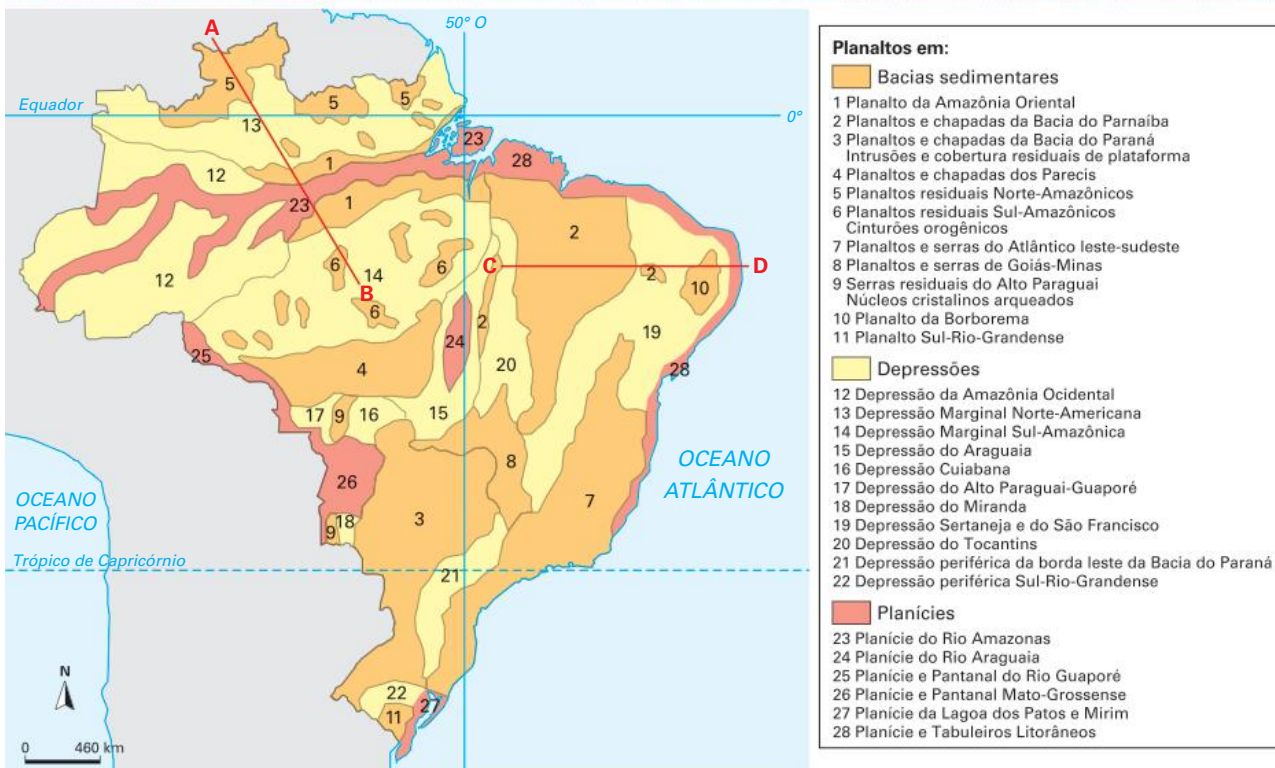 A
50° O
5
5
5
Equador
0°
13
23
28
1
12
23
1
2
C
D
6
14
6
2
10
B
12
6
19
24
2
25
4
20
28
17
9
16
15
8
OCEANO
ATLÂNTICO
26
OCEANO
PACÍFICO
3
7
9
18
Trópico de Capricórnio
21
N
22
27
11
0
460 km
Planaltos em:
Bacias sedimentares
1 Planalto da Amazônia Oriental
2 Planaltos e chapadas da Bacia do Parnaíba
3 Planaltos e chapadas da Bacia do Paraná
Intrusões e cobertura residuais de plataforma
4 Planaltos e chapadas dos Parecis
5 Planaltos residuais Norte-Amazônicos
6 Planaltos residuais Sul-Amazônicos
Cinturões orogênicos
7 Planaltos e serras do Atlântico leste-sudeste
8 Planaltos e serras de Goiás-Minas
9 Serras residuais do Alto Paraguai
Núcleos cristalinos arqueados
10 Planalto da Borborema
11 Planalto Sul-Rio-Grandense
Depressões
12 Depressão da Amazônia Ocidental
13 Depressão Marginal Norte-Americana
14 Depressão Marginal Sul-Amazônica
15 Depressão do Araguaia
16 Depressão Cuiabana
17 Depressão do Alto Paraguai-Guaporé
18 Depressão do Miranda
19 Depressão Sertaneja e do São Francisco
20 Depressão do Tocantins
21 Depressão periférica da borda leste da Bacia do Paraná
22 Depressão periférica Sul-Rio-Grandense
Planícies
23 Planície do Rio Amazonas
24 Planície do Rio Araguaia
25 Planície e Pantanal do Rio Guaporé
26 Planície e Pantanal Mato-Grossense
27 Planície da Lagoa dos Patos e Mirim
28 Planície e Tabuleiros Litorâneos